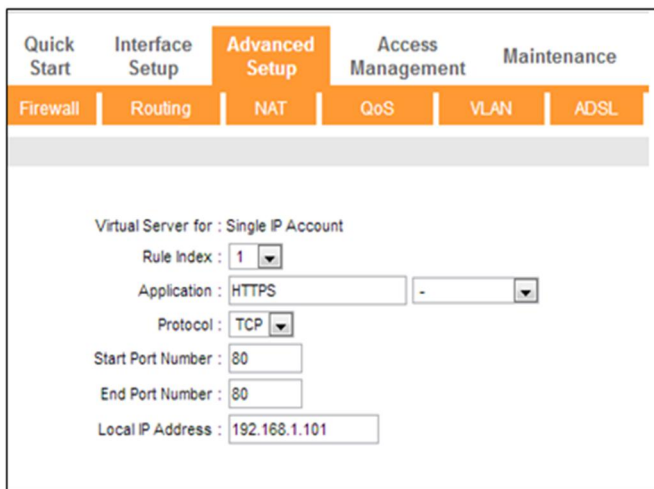 Quick Start Interface Setup Advanced Setup Access Management Maintenance
Firewall Routing NAT QoS VLAN ADSL
Virtual Server for : Single IP Account
Rule Index : 1
Application : HTTPS -
Protocol : TCP
Start Port Number : 80
End Port Number : 80
Local IP Address : 192.168.1.101